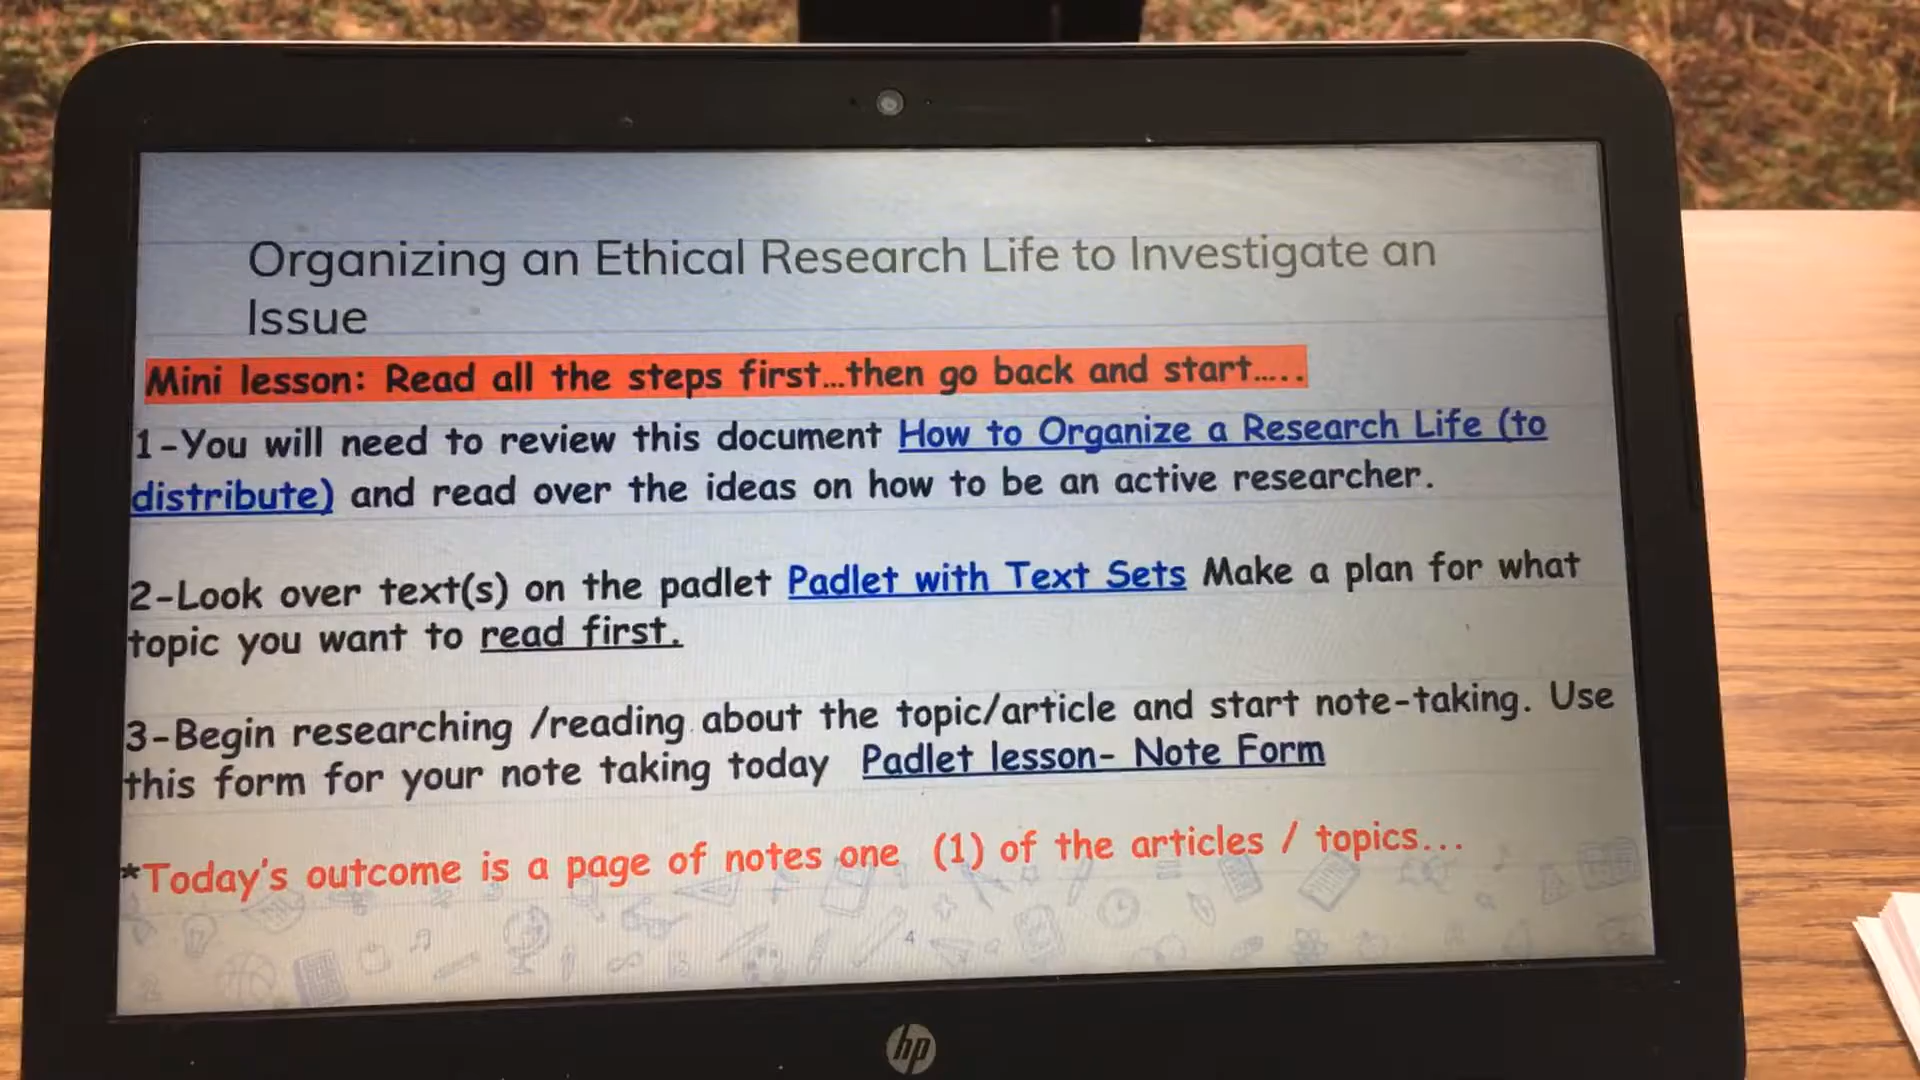 Organizing an Ethical Research Life to Investigate an
Issue
Mini lesson: Read all the steps first...then go back and start.....
1-You will need to review this document How to Organize a Research Life (to
distribute) and read over the ideas on how to be an active researcher.
2-Look over text(s) on the padlet Padlet with Text Sets Make a plan for what
topic you want to read first.
3-Begin researching /reading about the topic/article and start note-taking. Use
this form for your note taking today Padlet lesson- Note Form
*Today's outcome is a page of notes one (1) of the articles / topics...
4
hp